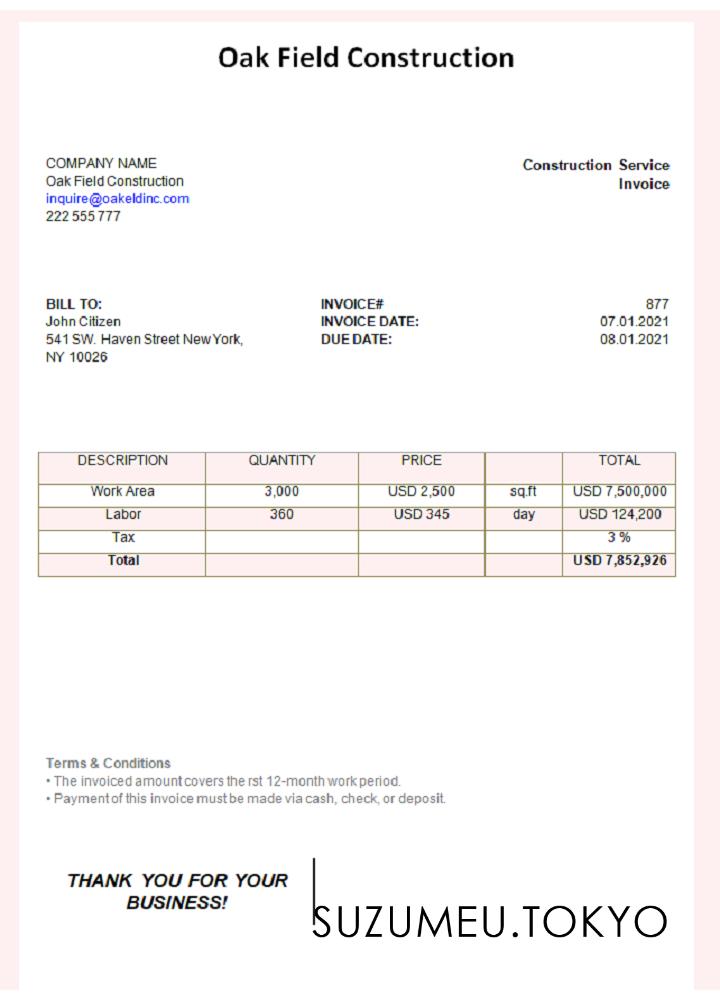 Oak Field Construction
COMPANY NAME
Oak Field Construction
inquire@oakeldinc.com
222 555 777
Construction Service
Invoice
BILL TO:
John Citizen
541 SW. Haven Street New York,
NY 10026
INVOICE# 877
INVOICE DATE: 07.01.2021
DUE DATE: 08.01.2021
DESCRIPTION QUANTITY PRICE TOTAL
Work Area 3,000 USD 2,500 sq.ft USD 7,500,000
Labor 360 USD 345 day USD 124,200
Tax 3 %
Total USD 7,852,926
Terms & Conditions
• The invoiced amount covers the rst 12-month work period.
• Payment of this invoice must be made via cash, check, or deposit.
THANK YOU FOR YOUR
BUSINESS!
SUZUMEU.TOKYO